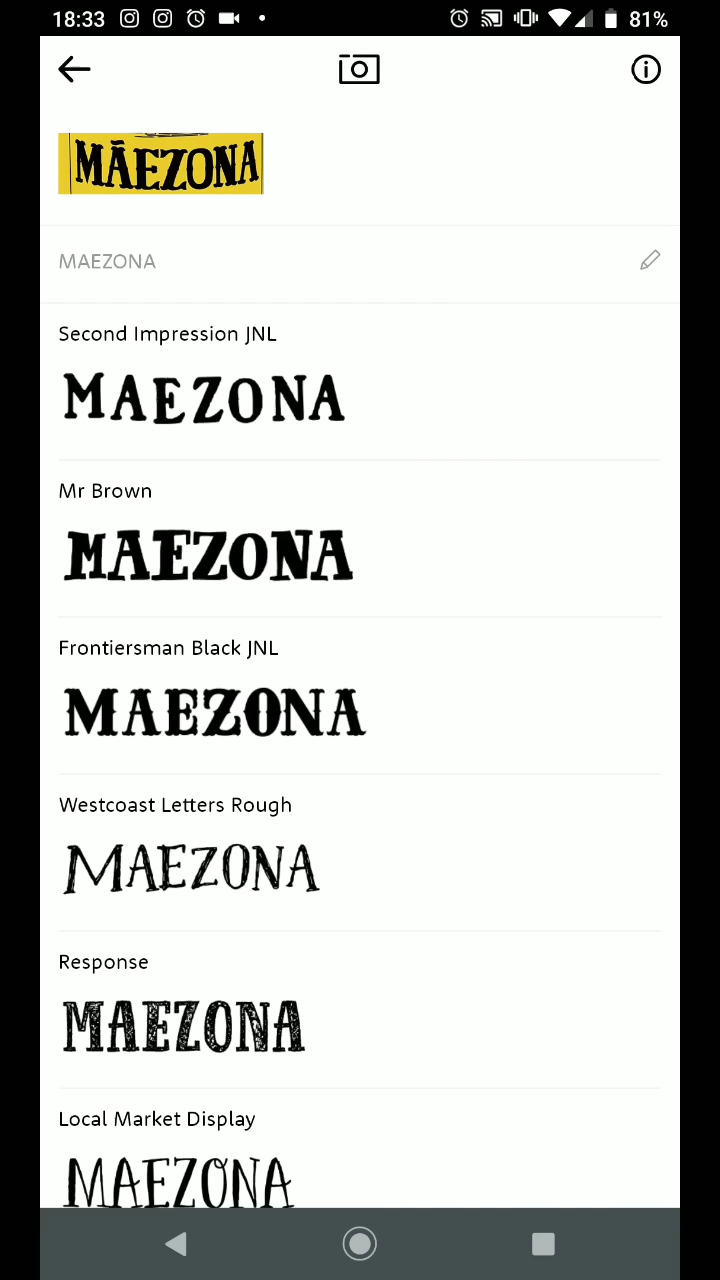 18:33 81%
MÃEZONA
MAEZONA
Second Impression JNL
MAEZONA
Mr Brown
MAEZONA
Frontiersman Black JNL
MAEZONA
Westcoast Letters Rough
MAEZONA
Response
MAEZONA
Local Market Display
MAEZONA